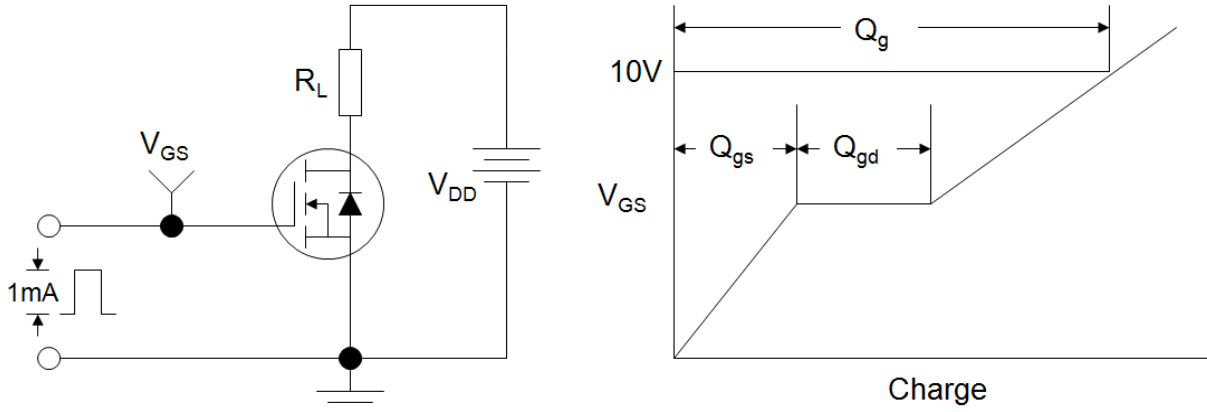 R_L
V_GS
V_DD
1mA
Q_g
10V
Q_gs
Q_gd
V_GS
Charge